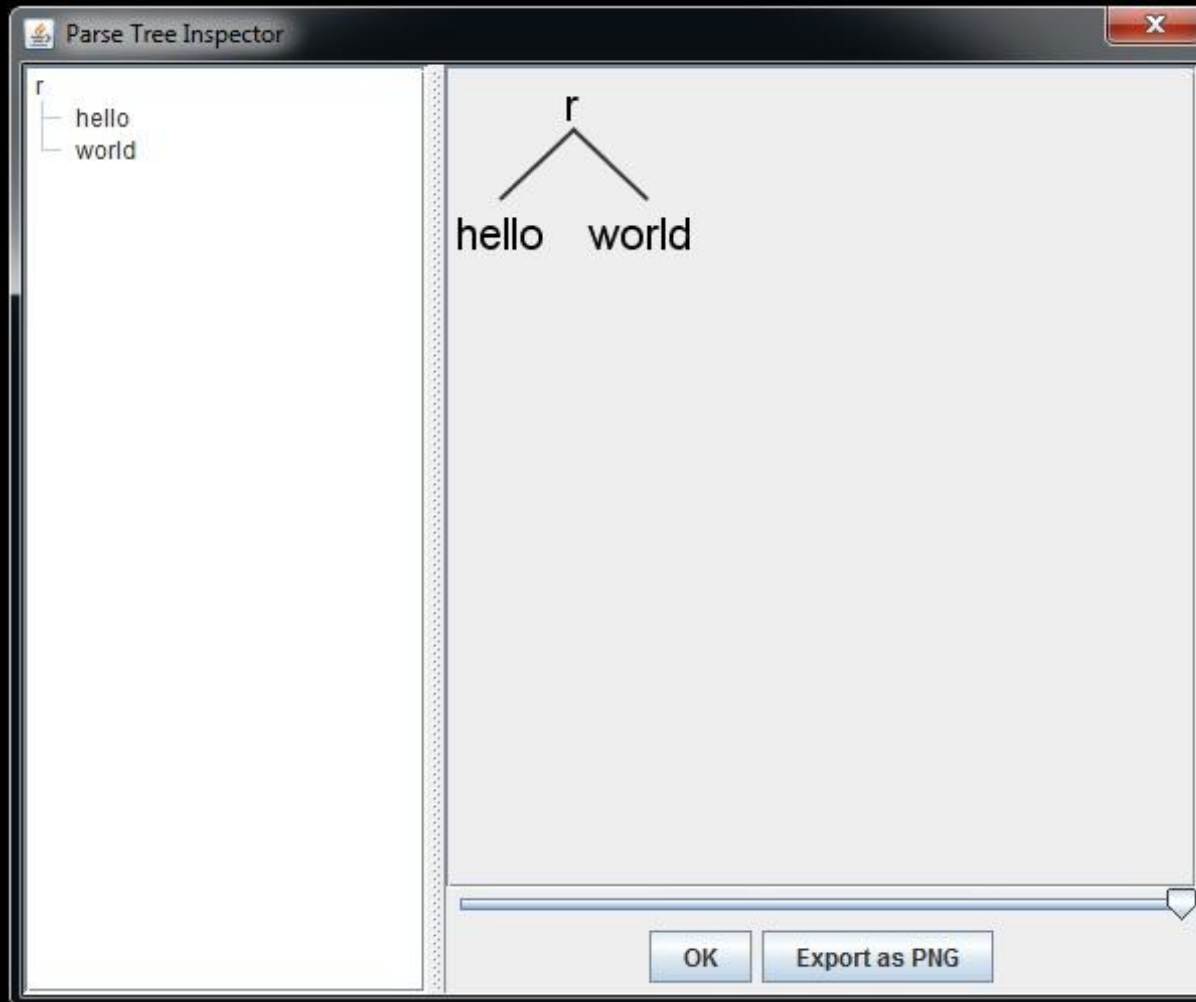 Parse Tree Inspector
r
hello
world
r
hello world
OK Export as PNG